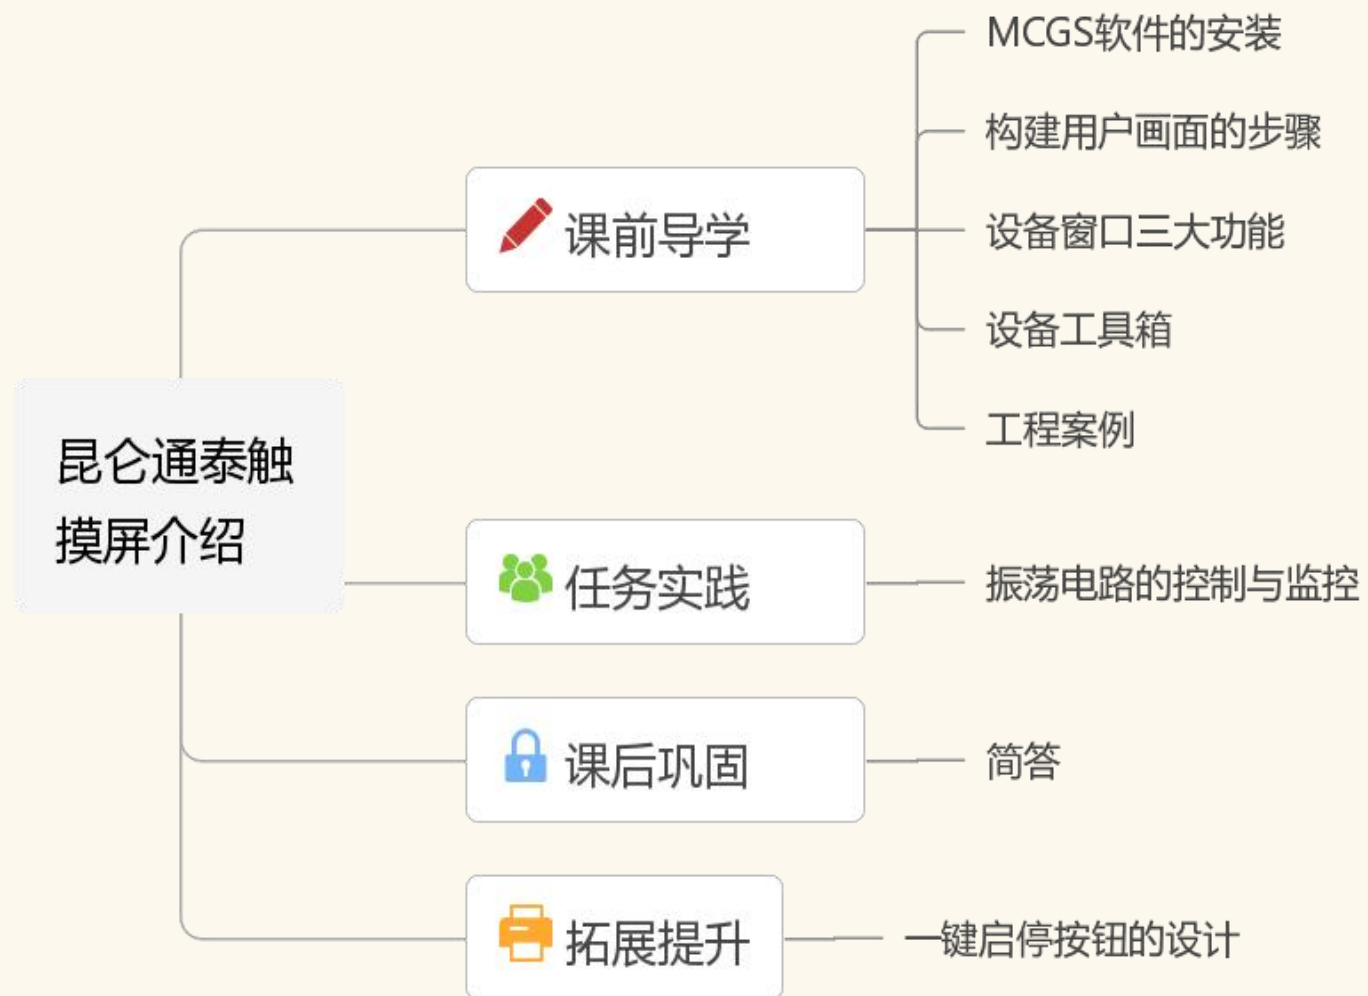 昆仑通泰触
摸屏介绍
课前导学
MCGS软件的安装
构建用户画面的步骤
设备窗口三大功能
设备工具箱
工程案例
任务实践
振荡电路的控制与监控
课后巩固
简答
拓展提升
一键启停按钮的设计